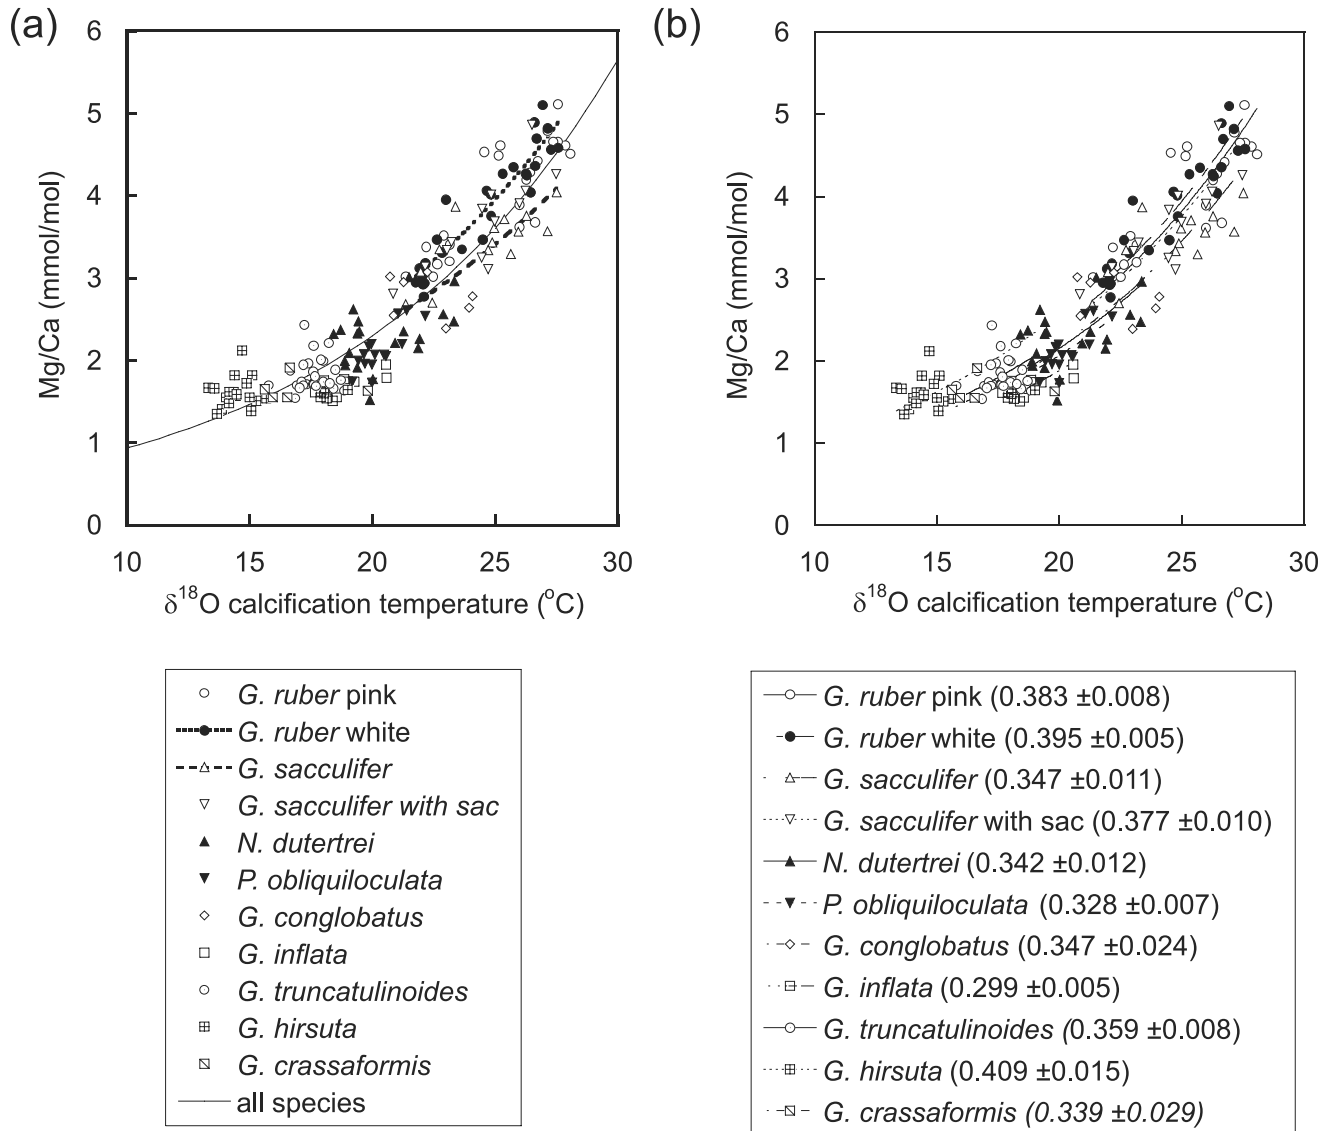 (a)
6
5
4
3
2
1
0
Mg/Ca (mmol/mol)
10 15 20 25 30
δ18O calcification temperature (oC)
G. ruber pink
G. ruber white
G. sacculifer
G. sacculifer with sac
N. dutertrei
P. obliquiloculata
G. conglobatus
G. inflata
G. truncatulinoides
G. hirsuta
G. crassaformis
all species
(b)
6
5
4
3
2
1
0
Mg/Ca (mmol/mol)
10 15 20 25 30
δ18O calcification temperature (oC)
G. ruber pink (0.383 ±0.008)
G. ruber white (0.395 ±0.005)
G. sacculifer (0.347 ±0.011)
G. sacculifer with sac (0.377 ±0.010)
N. dutertrei (0.342 ±0.012)
P. obliquiloculata (0.328 ±0.007)
G. conglobatus (0.347 ±0.024)
G. inflata (0.299 ±0.005)
G. truncatulinoides (0.359 ±0.008)
G. hirsuta (0.409 ±0.015)
G. crassaformis (0.339 ±0.029)